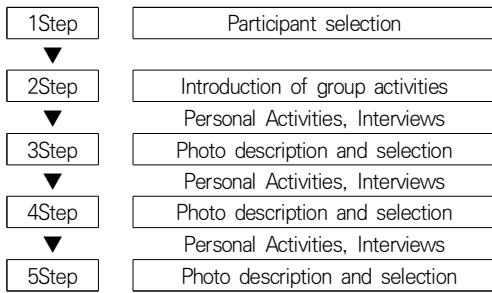 1Step Participant selection
▼
2Step Introduction of group activities
▼ Personal Activities, Interviews
3Step Photo description and selection
▼ Personal Activities, Interviews
4Step Photo description and selection
▼ Personal Activities, Interviews
5Step Photo description and selection